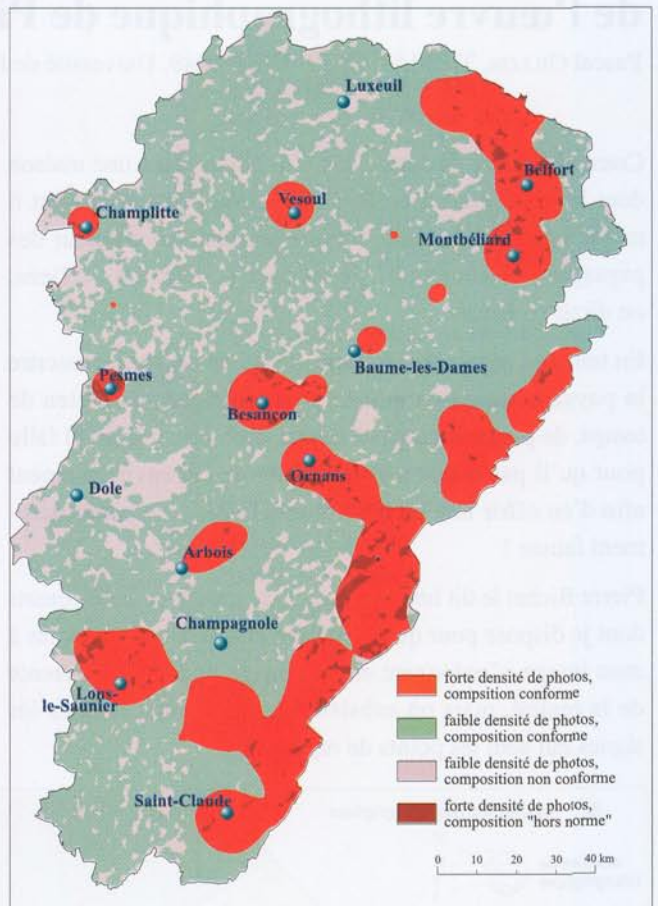 Luxeuil
Belfort
Vesoul
Champlitte
Montbéliard
Baume-les-Dames
Pesmes
Besançon
Ornans
Dole
Arbois
Champagnole
Lons-
le-Saunier
Saint-Claude
forte densité de photos,
compsition conforme
faible densité de photos,
composition conforme
faible densité de photos,
composition non conforme
forte densité de photos,
composition "hors norme"
0 10 20 30 40 km